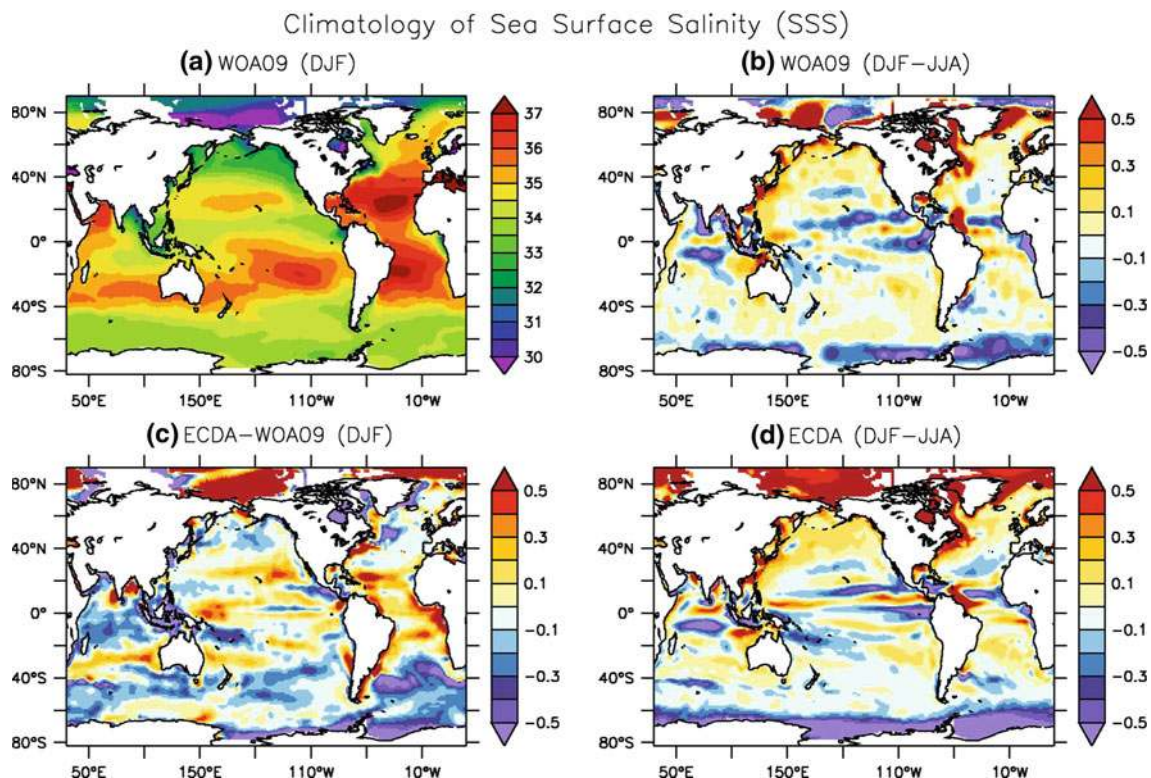 Climatology of Sea Surface Salinity (SSS)
(a) WOA09 (DJF)
80°N
40°N
0°
40°S
80°S
50°E
150°E
110°W
10°W
37
36
35
34
33
32
31
30
(b) WOA09 (DJF-JJA)
80°N
40°N
0°
40°S
80°S
50°E
150°E
110°W
10°W
0.5
0.3
0.1
-0.1
-0.3
-0.5
(c) ECDA-WOA09 (DJF)
80°N
40°N
0°
40°S
80°S
50°E
150°E
110°W
10°W
0.5
0.3
0.1
-0.1
-0.3
-0.5
(d) ECDA (DJF-JJA)
80°N
40°N
0°
40°S
80°S
50°E
150°E
110°W
10°W
0.5
0.3
0.1
-0.1
-0.3
-0.5